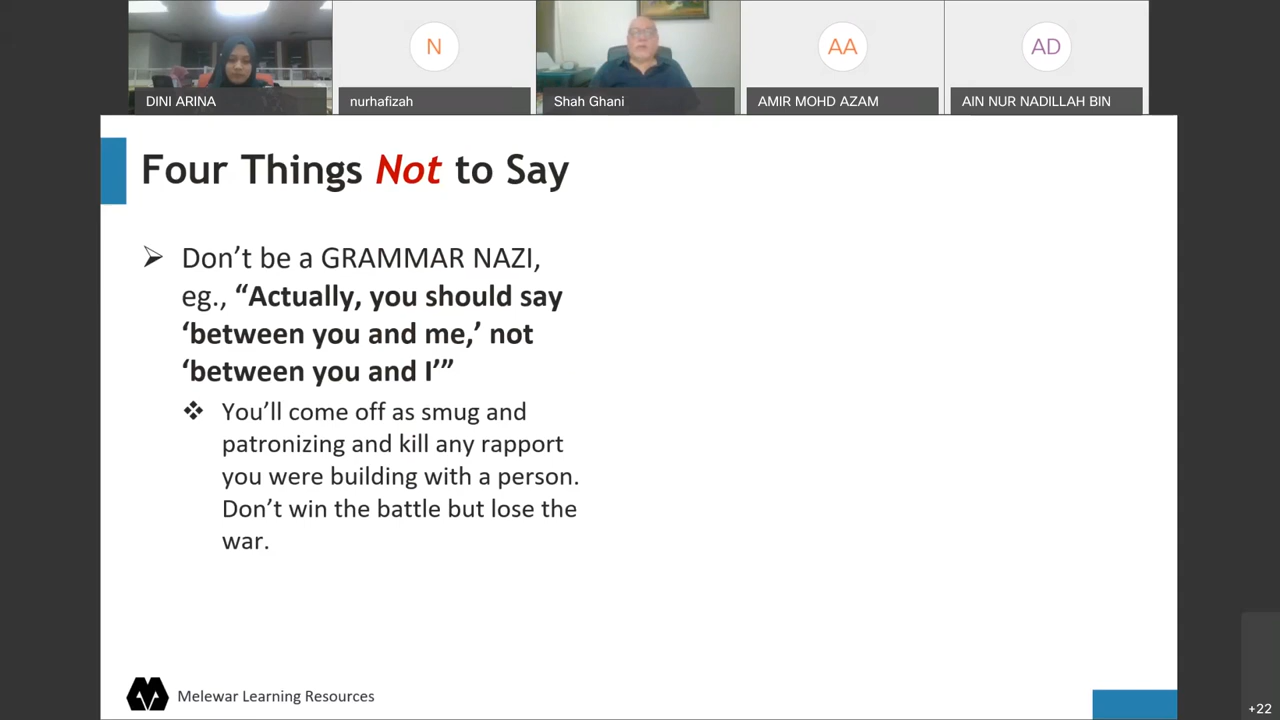 N
AA
AD
DINI ARINA
nurhafizah
Shah Ghani
AMIR MOHD AZAM
AIN NUR NADILLAH BIN
Four Things Not to Say
➢ Don’t be a GRAMMAR NAZI,
eg., “Actually, you should say
‘between you and me,’ not
‘between you and I’”
❖ You’ll come off as smug and
patronizing and kill any rapport
you were building with a person.
Don’t win the battle but lose the
war.
Melewar Learning Resources
+22